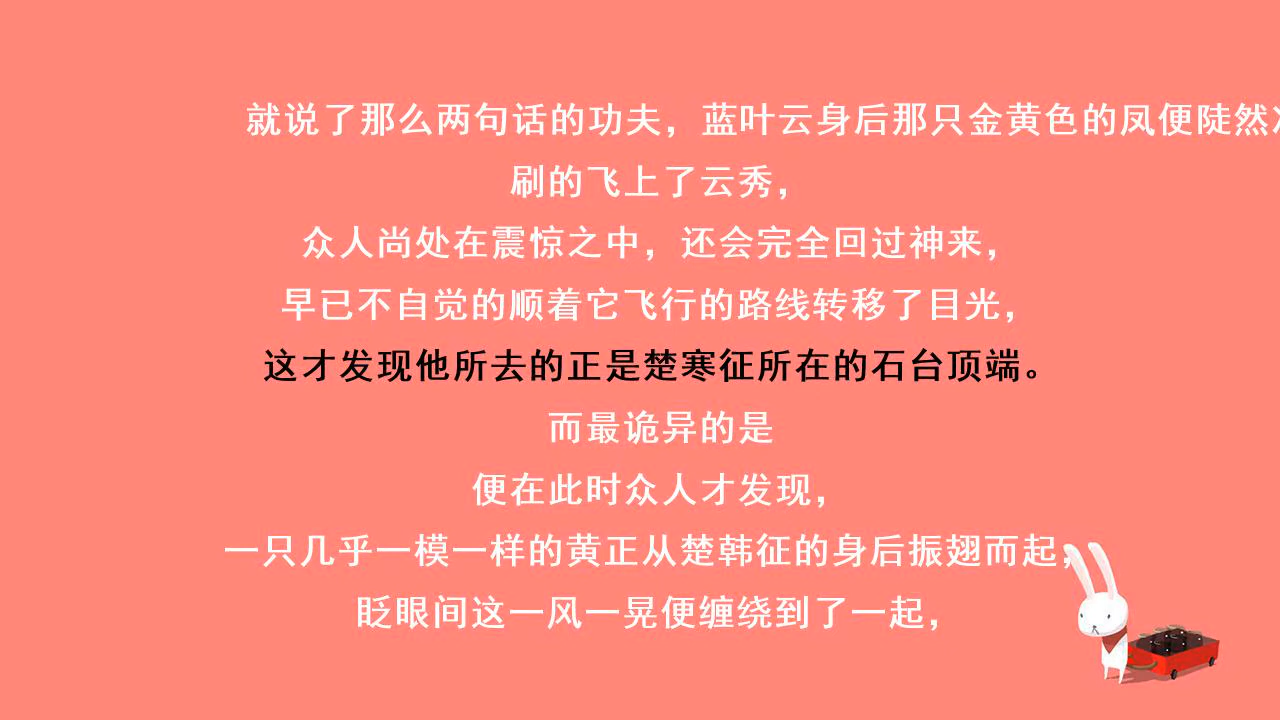 就说了那么两句话的功夫，蓝叶云身后那只金黄色的凤便陡然
刷的飞上了云秀，
众人尚处在震惊之中，还会完全回过神来，
早已不自觉的顺着它飞行的路线转移了目光，
这才发现他所去的正是楚寒征所在的石台顶端。
而最诡异的是
便在此时众人才发现，
一只几乎一模一样的黄正从楚韩征的身后振翅而起，
眨眼间这一风一晃便缠绕到了一起，